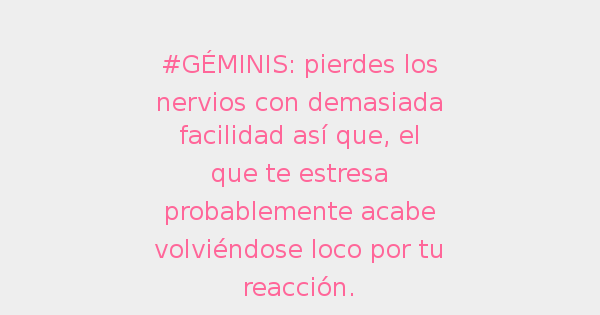 #GÉMINIS: pierdes los
nervios con demasiada
facilidad así que, el
que te estresa
probablemente acabe
volviéndose loco por tu
reacción.